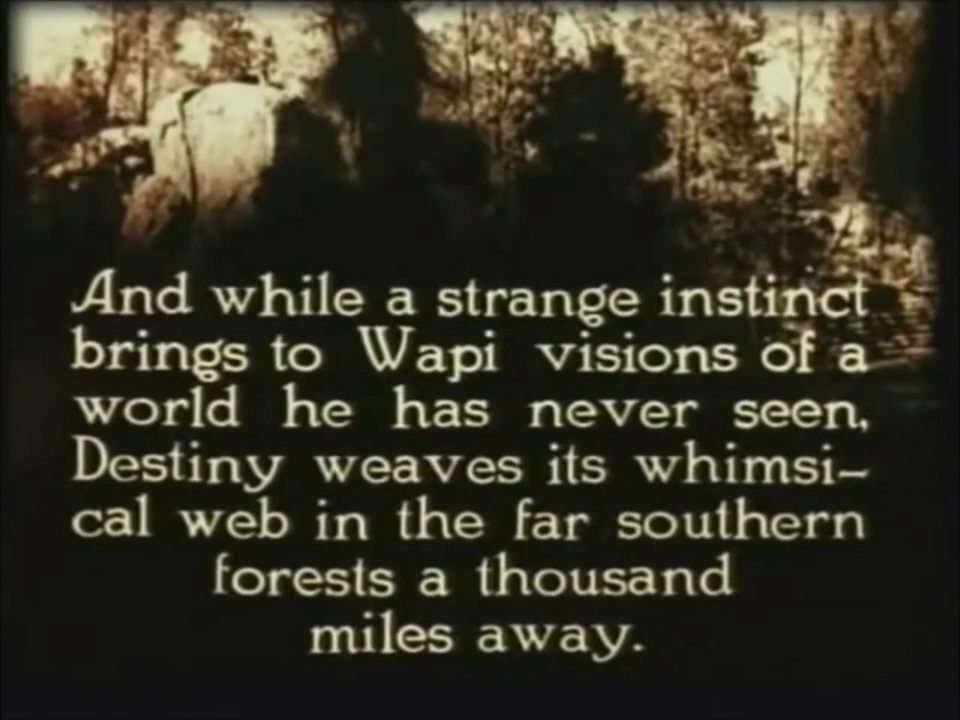 And while a strange instinct
brings to Wapi visions of a
world he has never seen,
Destiny weaves its whimsi-
cal web in the far southern
forests a thousand
miles away.